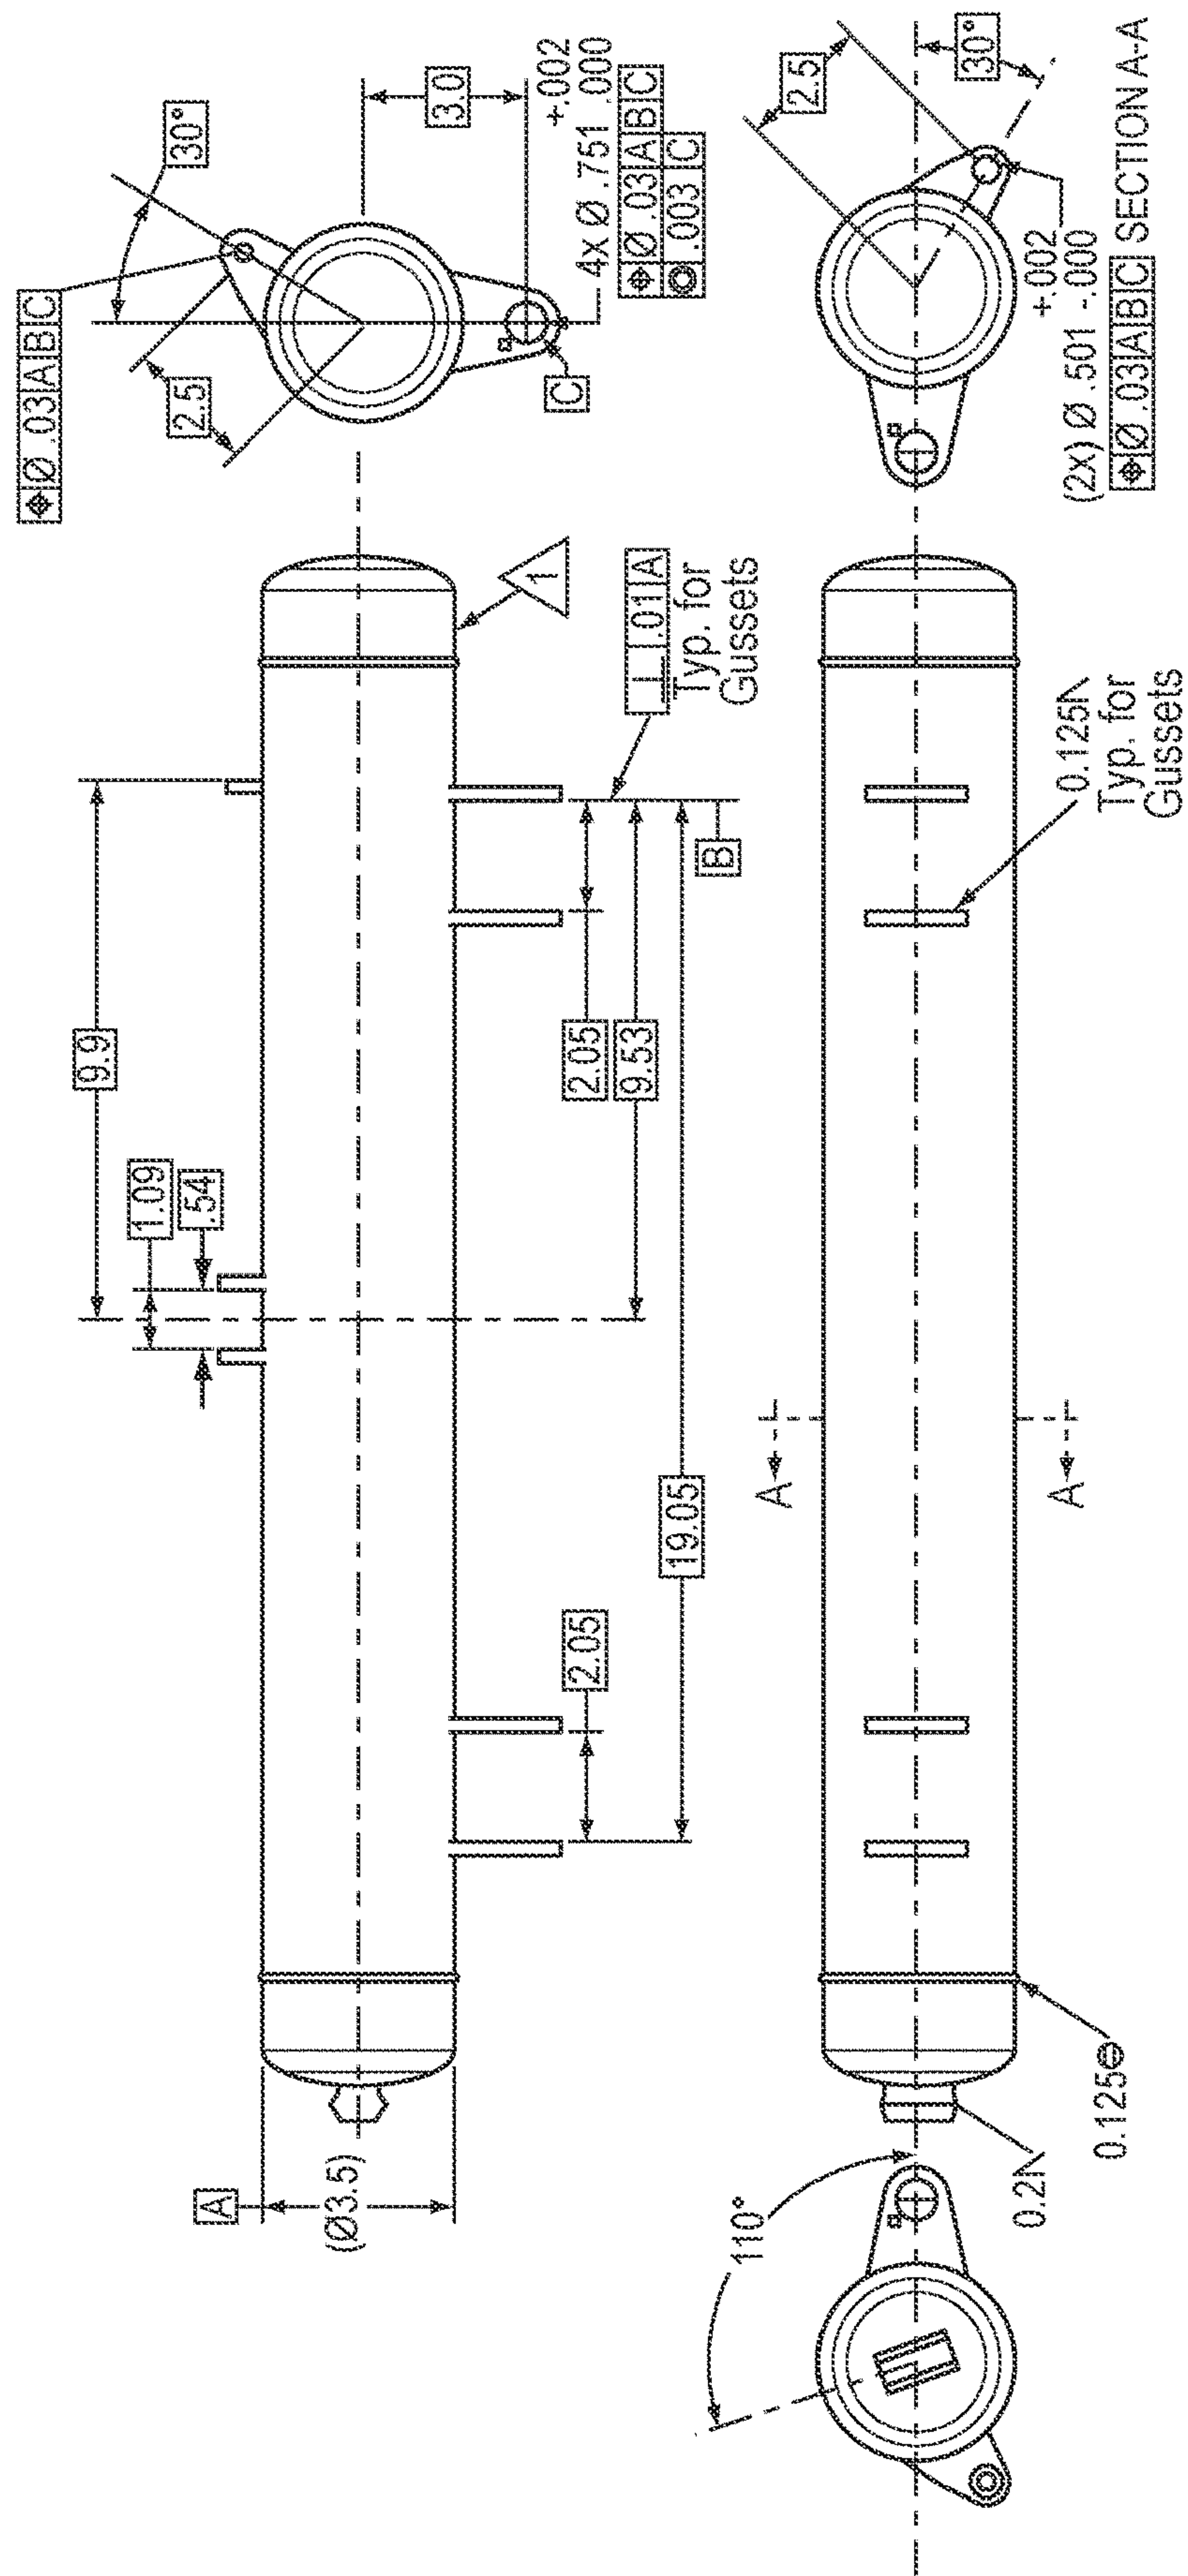 ⌖ Ø .03 A B C
30°
2.5
3.0
C
+.002
4x Ø .751 .000
⌖ Ø .03 A B C
◎ .003 C
9.9
1.09
.54
1
⊥ .01 A
Typ. for
Gussets
B
2.05
9.53
19.05
2.05
A
(Ø3.5)
2.5
30°
+.002
(2x) Ø .501 -.000
⌖ Ø .03 A B C SECTION A-A
0.125
Typ. for
Gussets
A
A
0.125
0.2
110°